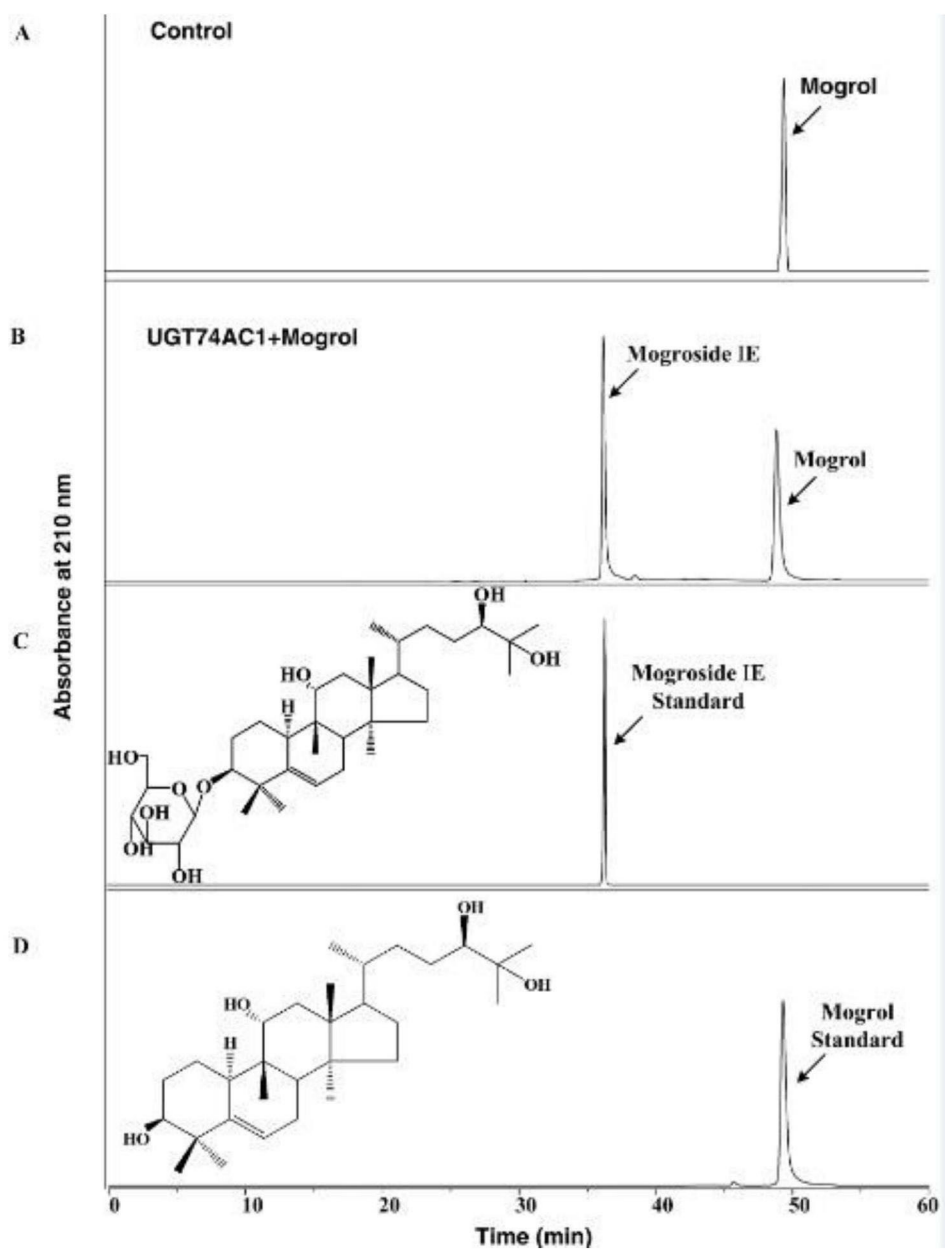 A
Control
Mogrol
B
UGT74AC1+Mogrol
Mogroside IE
Mogrol
Absorbance at 210 nm
C
OH
HO
OH
Mogroside IE
Standard
H
HO
O
O
OH
OH
OH
D
OH
HO
OH
H
HO
Mogrol
Standard
0 10 20 30 40 50 60
Time (min)